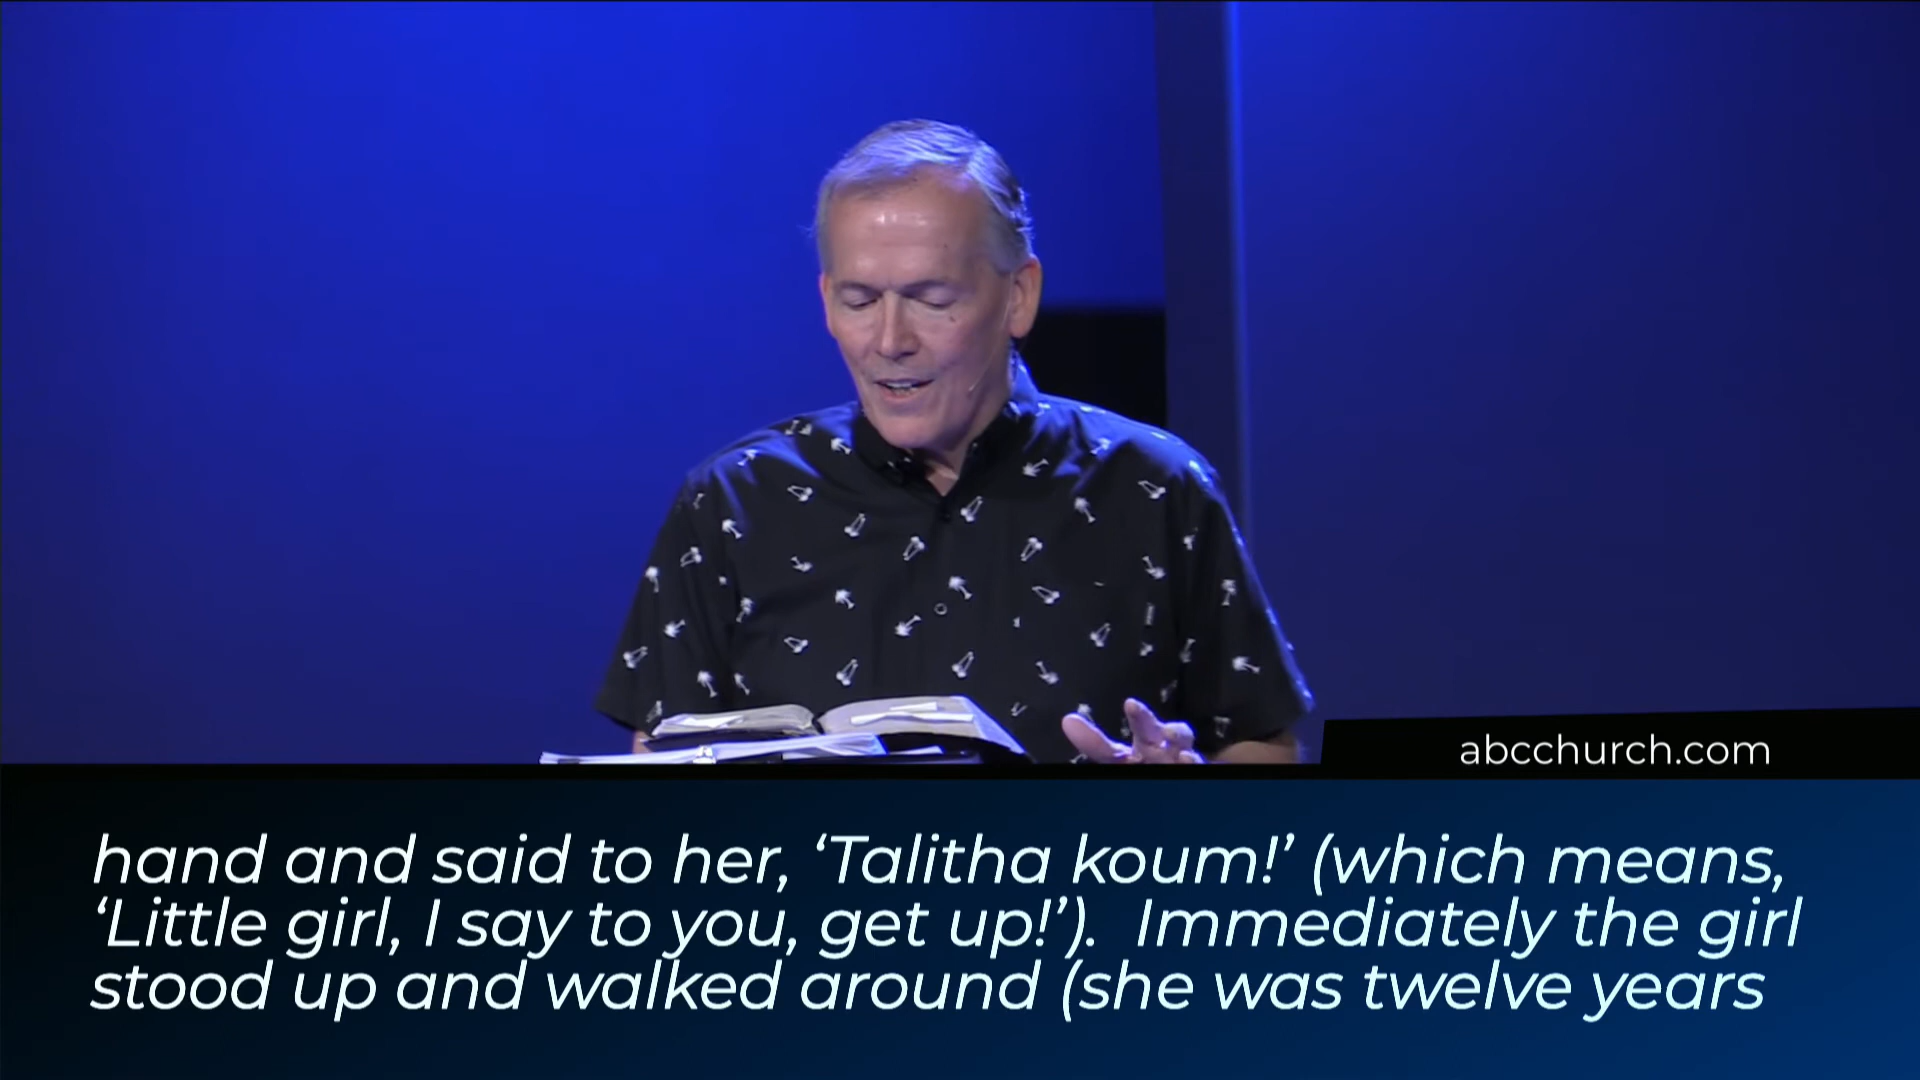 abcchurch.com
hand and said to her, ‘Talitha koum!’ (which means,
‘Little girl, I say to you, get up!’).  Immediately the girl
stood up and walked around (she was twelve years